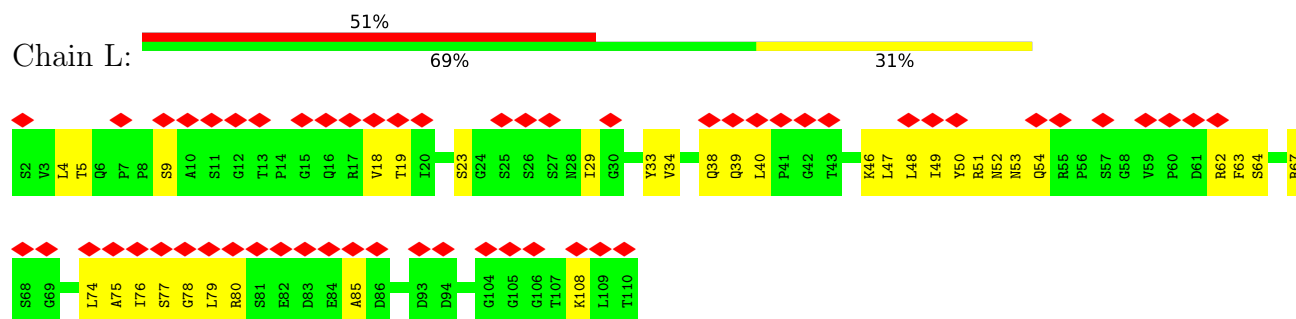 51%
Chain L:
69% 31%
S2 V3 L4 T5 Q6 P7 P8 S9 A10 S11 G12 T13 P14 G15 Q16 R17 V18 T19 I20 S23 G24 S25 S26 S27 N28 I29 G30 Y33 V34 Q38 Q39 L40 P41 G42 T43 K46 L47 L48 I49 Y50 R51 N52 N53 Q54 R55 P56 S57 G58 V59 P60 D61 R62 F63 S64 R67
S68 G69 L74 A75 I76 S77 G78 L79 R80 S81 E82 D83 E84 A85 D86 D93 D94 G104 G105 G106 T107 K108 L109 T110